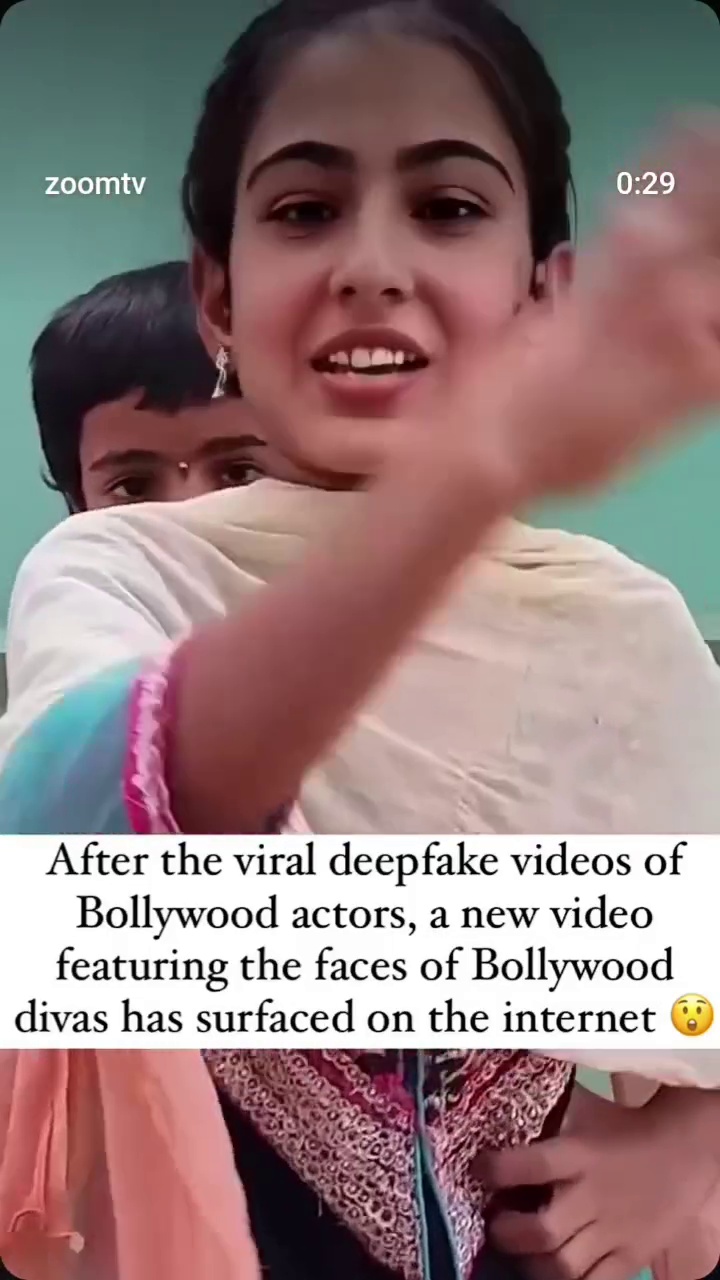 zoomtv
0:29
After the viral deepfake videos of
Bollywood actors, a new video
featuring the faces of Bollywood
divas has surfaced on the internet 😲